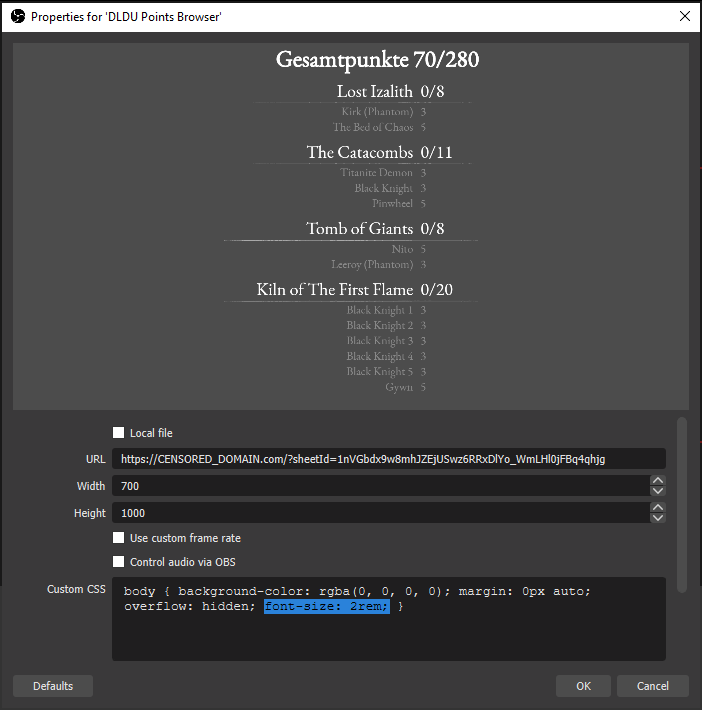 Properties for 'DLDU Points Browser'
Gesamtpunkte 70/280
Lost Izalith 0/8
Kirk (Phantom) 3
The Bed of Chaos 5
The Catacombs 0/11
Titanite Demon 3
Black Knight 3
Pinwheel 5
Tomb of Giants 0/8
Nito 5
Leeroy (Phantom) 3
Kiln of The First Flame 0/20
Black Knight 1 3
Black Knight 2 3
Black Knight 3 3
Black Knight 4 3
Black Knight 5 3
Gywn 5
Local file
URL https://CENSORED_DOMAIN.com/?sheetId=1nVGbdx9w8mhJZEjUSwz6RRxDlYo_WmLHl0jFBq4qhjg
Width 700
Height 1000
Use custom frame rate
Control audio via OBS
Custom CSS body { background-color: rgba(0, 0, 0, 0); margin: 0px auto;
overflow: hidden; font-size: 2rem; }
Defaults OK Cancel